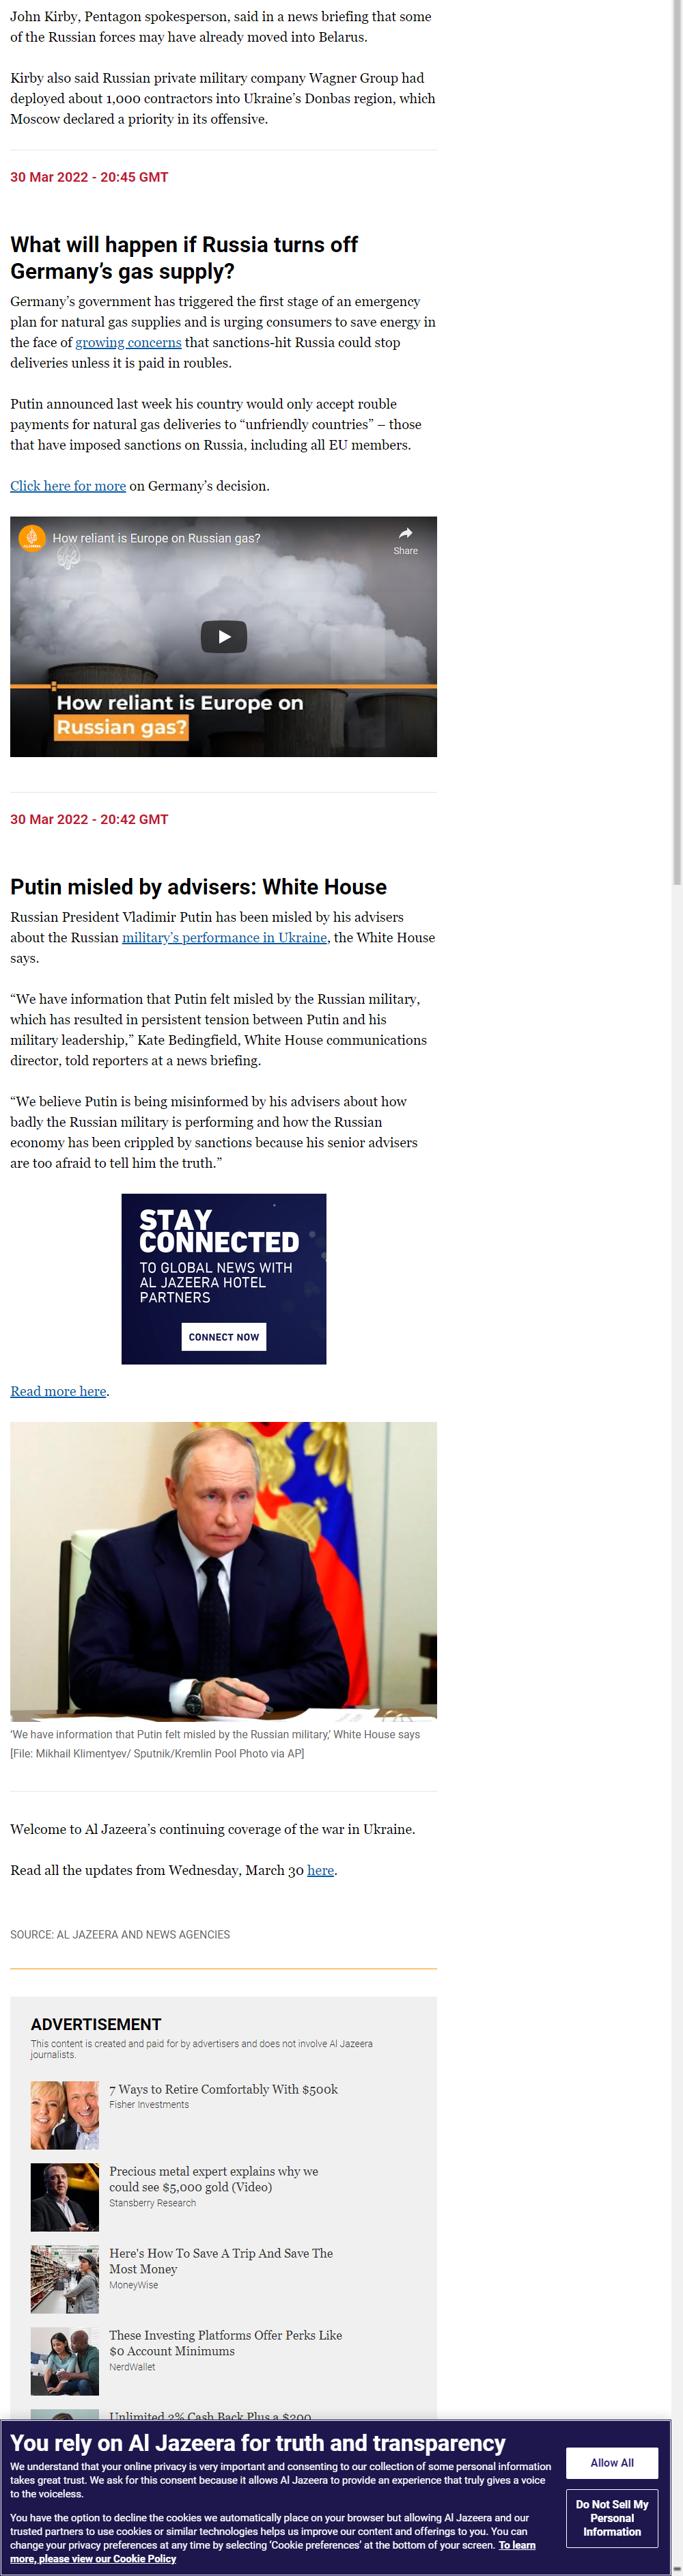 John Kirby, Pentagon spokesperson, said in a news briefing that some
of the Russian forces may have already moved into Belarus.
Kirby also said Russian private military company Wagner Group had
deployed about 1,000 contractors into Ukraine’s Donbas region, which
Moscow declared a priority in its offensive.
30 Mar 2022 - 20:45 GMT
What will happen if Russia turns off
Germany’s gas supply?
Germany’s government has triggered the first stage of an emergency
plan for natural gas supplies and is urging consumers to save energy in
the face of growing concerns that sanctions-hit Russia could stop
deliveries unless it is paid in roubles.
Putin announced last week his country would only accept rouble
payments for natural gas deliveries to “unfriendly countries” – those
that have imposed sanctions on Russia, including all EU members.
Click here for more on Germany’s decision.
How reliant is Europe on Russian gas?
Share
How reliant is Europe on
Russian gas?
30 Mar 2022 - 20:42 GMT
Putin misled by advisers: White House
Russian President Vladimir Putin has been misled by his advisers
about the Russian military’s performance in Ukraine, the White House
says.
“We have information that Putin felt misled by the Russian military,
which has resulted in persistent tension between Putin and his
military leadership,” Kate Bedingfield, White House communications
director, told reporters at a news briefing.
“We believe Putin is being misinformed by his advisers about how
badly the Russian military is performing and how the Russian
economy has been crippled by sanctions because his senior advisers
are too afraid to tell him the truth.”
STAY
CONNECTED
TO GLOBAL NEWS WITH
AL JAZEERA HOTEL
PARTNERS
CONNECT NOW
Read more here.
‘We have information that Putin felt misled by the Russian military,’ White House says
[File: Mikhail Klimentyev/ Sputnik/Kremlin Pool Photo via AP]
Welcome to Al Jazeera’s continuing coverage of the war in Ukraine.
Read all the updates from Wednesday, March 30 here.
SOURCE: AL JAZEERA AND NEWS AGENCIES
ADVERTISEMENT
This content is created and paid for by advertisers and does not involve Al Jazeera
journalists.
7 Ways to Retire Comfortably With $500k
Fisher Investments
Precious metal expert explains why we
could see $5,000 gold (Video)
Stansberry Research
Here's How To Save A Trip And Save The
Most Money
MoneyWise
These Investing Platforms Offer Perks Like
$0 Account Minimums
NerdWallet
Unlimited 2% Cash Back Plus a $200
You rely on Al Jazeera for truth and transparency
We understand that your online privacy is very important and consenting to our collection of some personal information
takes great trust. We ask for this consent because it allows Al Jazeera to provide an experience that truly gives a voice
to the voiceless.
You have the option to decline the cookies we automatically place on your browser but allowing Al Jazeera and our
trusted partners to use cookies or similar technologies helps us improve our content and offerings to you. You can
change your privacy preferences at any time by selecting ‘Cookie preferences’ at the bottom of your screen. To learn
more, please view our Cookie Policy
Allow All
Do Not Sell My
Personal
Information